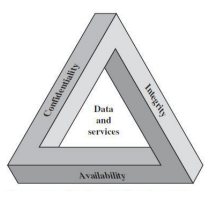 Confidentiality
Integrity
Data
and
services
Availability